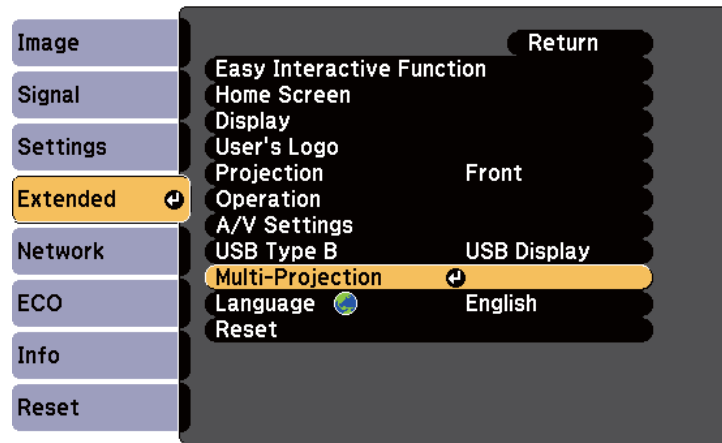 Image
Signal
Settings
Extended
Network
ECO
Info
Reset
Return
Easy Interactive Function
Home Screen
Display
User's Logo
Projection Front
Operation
A/V Settings
USB Type B USB Display
Multi-Projection
Language English
Reset